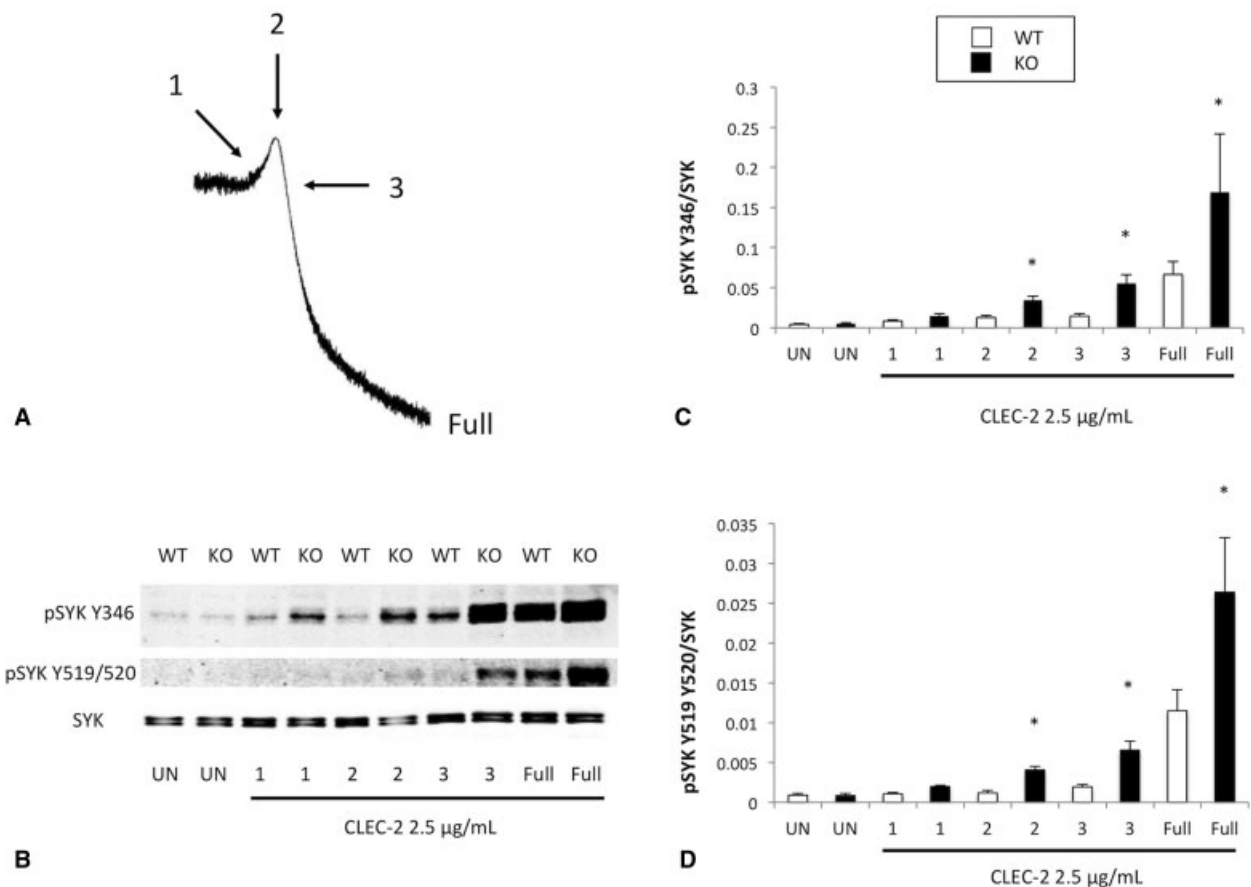 1
2
3
Full
A
WT KO WT KO WT KO WT KO WT KO
pSYK Y346
pSYK Y519/520
SYK
UN UN 1 1 2 2 3 3 Full Full
CLEC-2 2.5 µg/mL
B
WT
KO
pSYK Y346/SYK
0.3
0.25
0.2
0.15
0.1
0.05
0
* * *
UN UN 1 1 2 2 3 3 Full Full
CLEC-2 2.5 µg/mL
C
pSYK Y519 Y520/SYK
0.035
0.03
0.025
0.02
0.015
0.01
0.005
0
* * *
UN UN 1 1 2 2 3 3 Full Full
CLEC-2 2.5 µg/mL
D